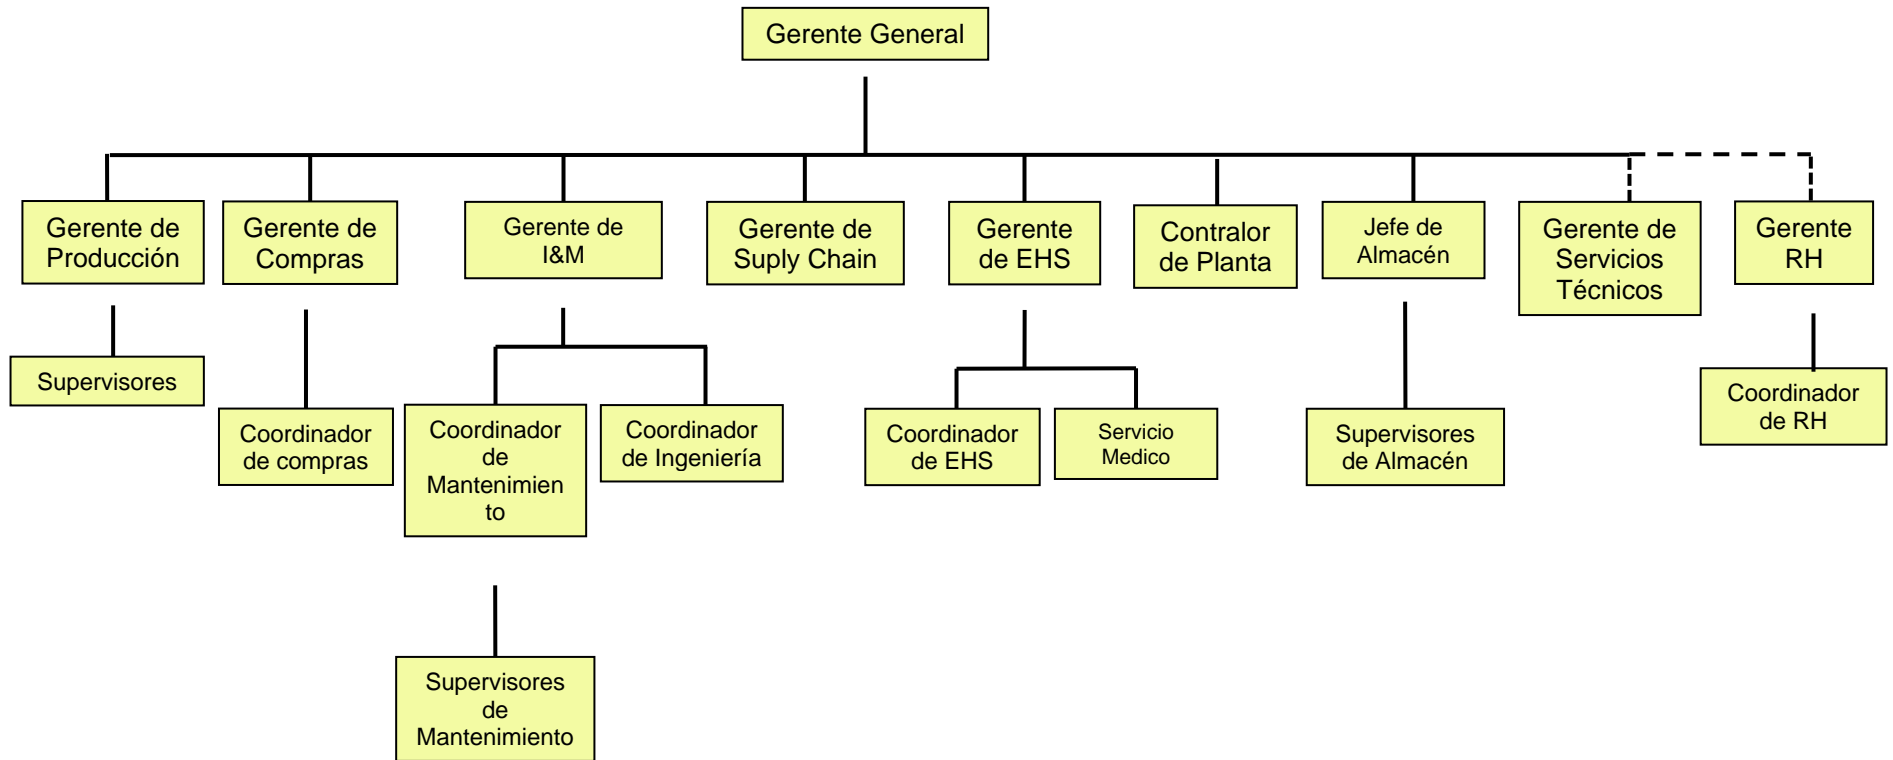 Gerente General
Gerente de
Producción
Gerente de
Compras
Gerente de
I&M
Gerente de
Suply Chain
Gerente
de EHS
Contralor
de Planta
Jefe de
Almacén
Gerente de
Servicios
Técnicos
Gerente
RH
Supervisores
Coordinador
de compras
Coordinador
de
Mantenimien
to
Coordinador
de Ingeniería
Coordinador
de EHS
Servicio
Medico
Supervisores
de Almacén
Coordinador
de RH
Supervisores
de
Mantenimiento